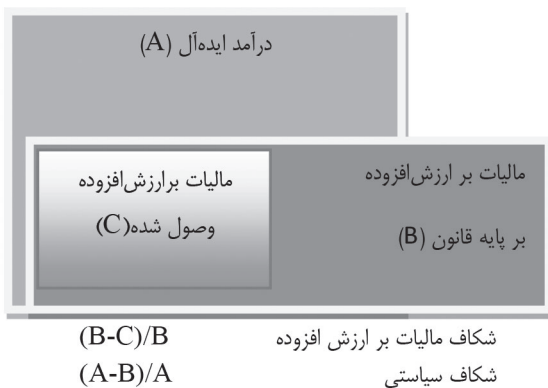 درآمد ایده‌آل (A)
مالیات بر ارزش‌افزوده
بر پایه قانون (B)
مالیات برارزش‌افزوده
وصول شده(C)
شکاف مالیات بر ارزش افزوده (B-C)/B
شکاف سیاستی (A-B)/A